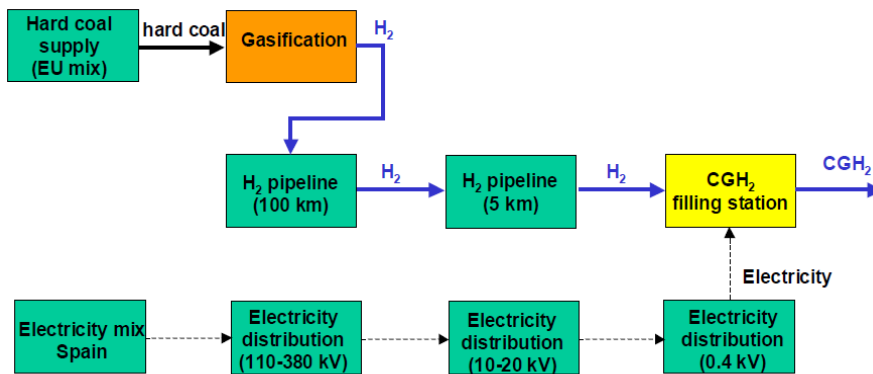 Hard coal
supply
(EU mix)
hard coal
Gasification
H₂
H₂ pipeline
(100 km)
H₂
H₂ pipeline
(5 km)
H₂
CGH₂
filling station
CGH₂
Electricity
Electricity mix
Spain
Electricity
distribution
(110-380 kV)
Electricity
distribution
(10-20 kV)
Electricity
distribution
(0.4 kV)